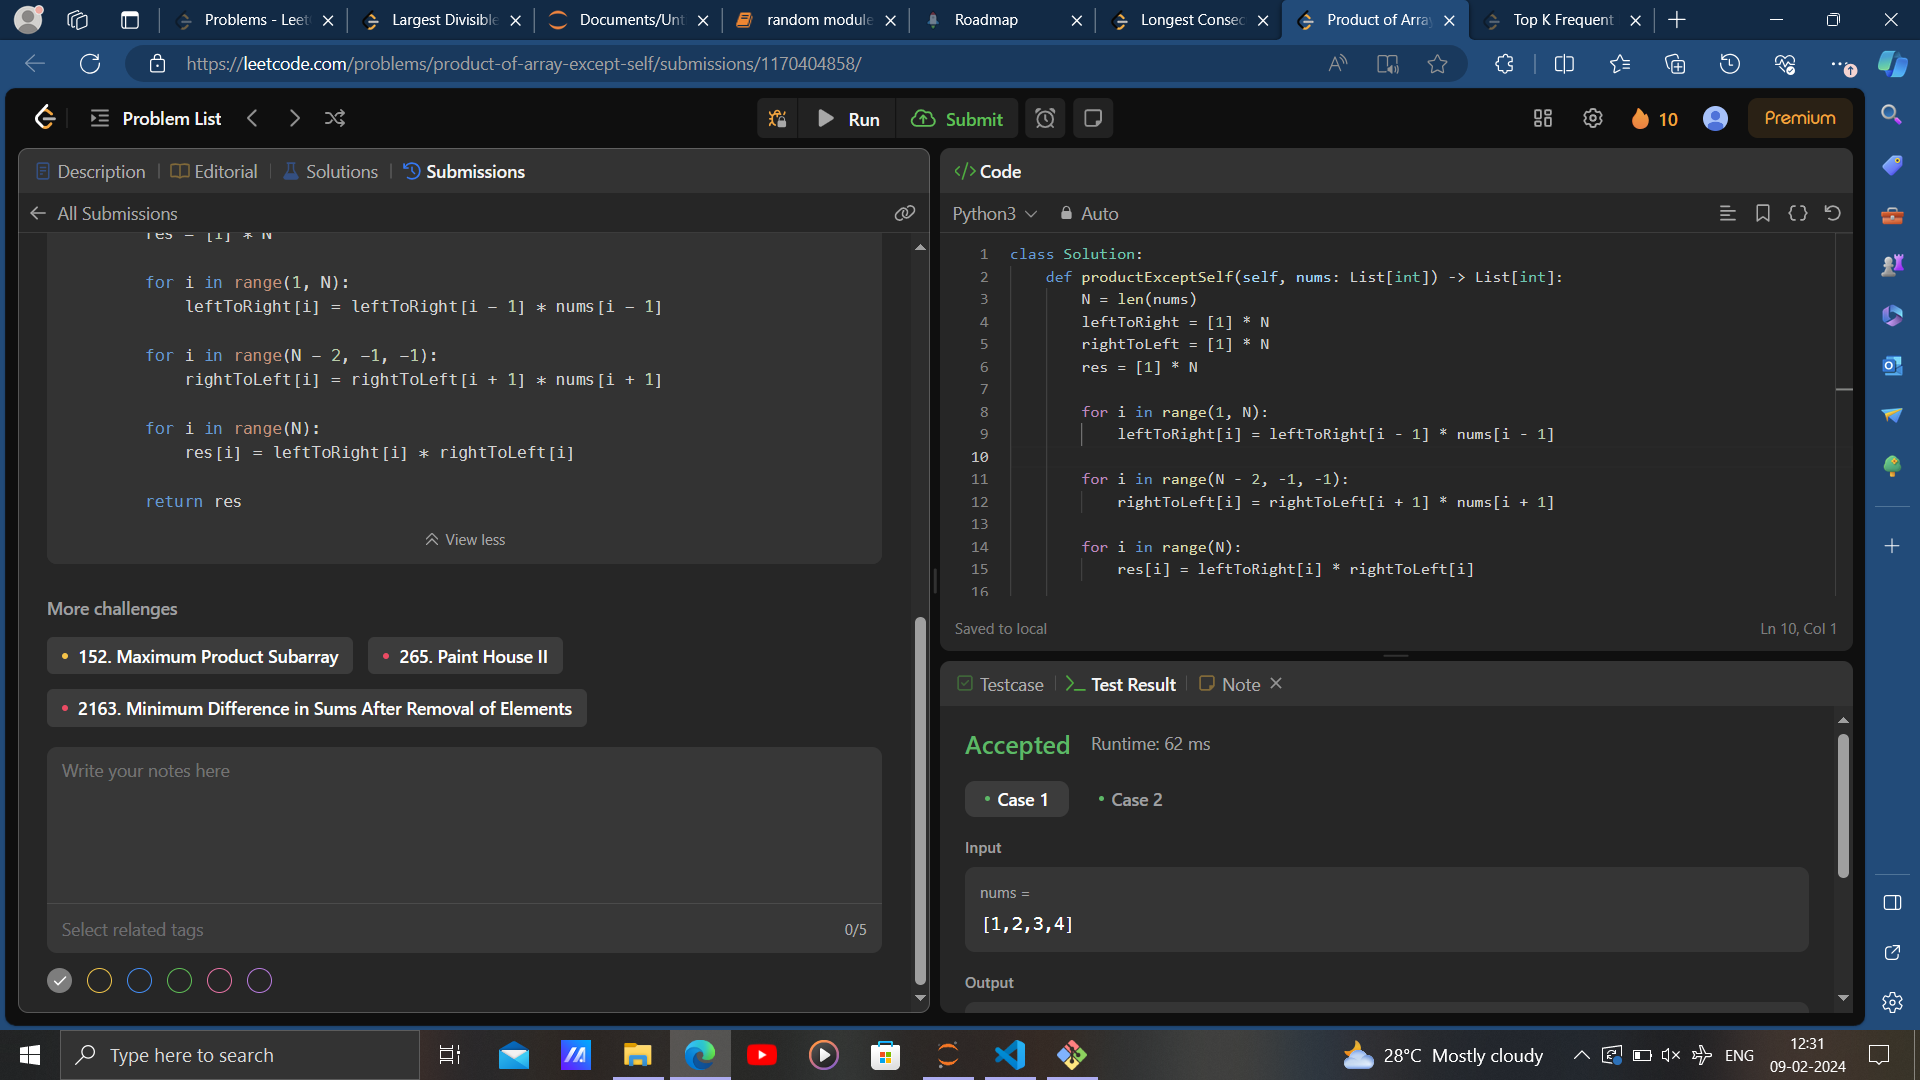 Problems - Leet
Largest Divisible
Documents/Unt
random module
Roadmap
Longest Consec
Product of Arra
Top K Frequent
https://leetcode.com/problems/product-of-array-except-self/submissions/1170404858/
Problem List
Run
Submit
10
Premium
Description
Editorial
Solutions
Submissions
All Submissions
res = [1] * N
for i in range(1, N):
leftToRight[i] = leftToRight[i - 1] * nums[i - 1]
for i in range(N - 2, -1, -1):
rightToLeft[i] = rightToLeft[i + 1] * nums[i + 1]
for i in range(N):
res[i] = leftToRight[i] * rightToLeft[i]
return res
View less
More challenges
152. Maximum Product Subarray
265. Paint House II
2163. Minimum Difference in Sums After Removal of Elements
Write your notes here
Select related tags
0/5
</> Code
Python3
Auto
1 class Solution:
2 def productExceptSelf(self, nums: List[int]) -> List[int]:
3 N = len(nums)
4 leftToRight = [1] * N
5 rightToLeft = [1] * N
6 res = [1] * N
7
8 for i in range(1, N):
9 leftToRight[i] = leftToRight[i - 1] * nums[i - 1]
10
11 for i in range(N - 2, -1, -1):
12 rightToLeft[i] = rightToLeft[i + 1] * nums[i + 1]
13
14 for i in range(N):
15 res[i] = leftToRight[i] * rightToLeft[i]
16
Saved to local
Ln 10, Col 1
Testcase
Test Result
Note
Accepted
Runtime: 62 ms
Case 1
Case 2
Input
nums =
[1,2,3,4]
Output
Type here to search
28°C Mostly cloudy
ENG
12:31
09-02-2024